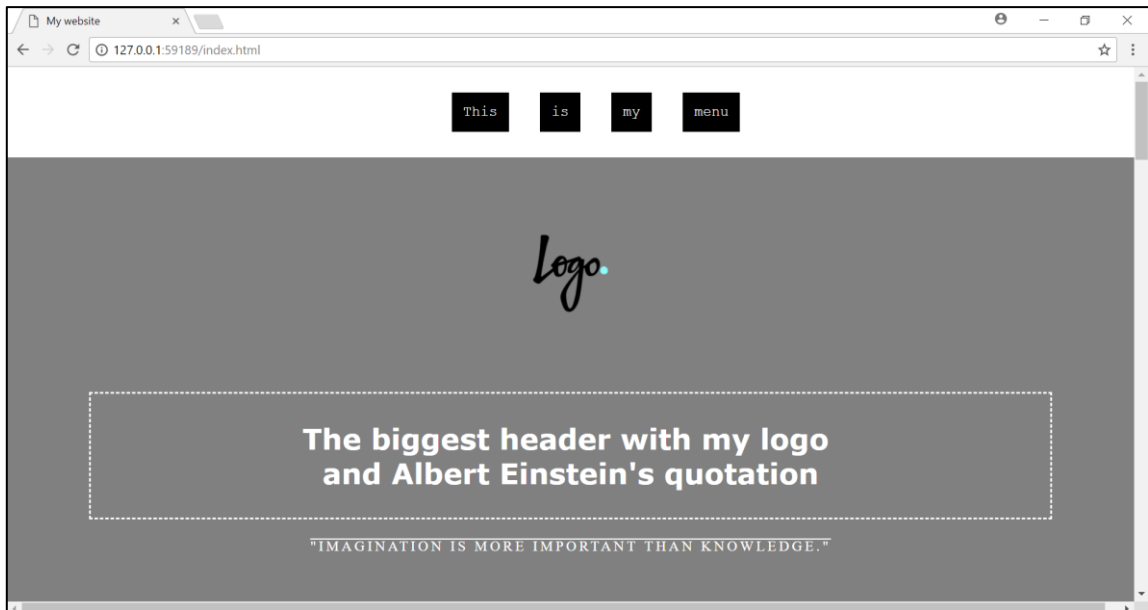 My website
127.0.0.1:59189/index.html
This is my menu
Logo.
The biggest header with my logo
and Albert Einstein's quotation
"IMAGINATION IS MORE IMPORTANT THAN KNOWLEDGE."